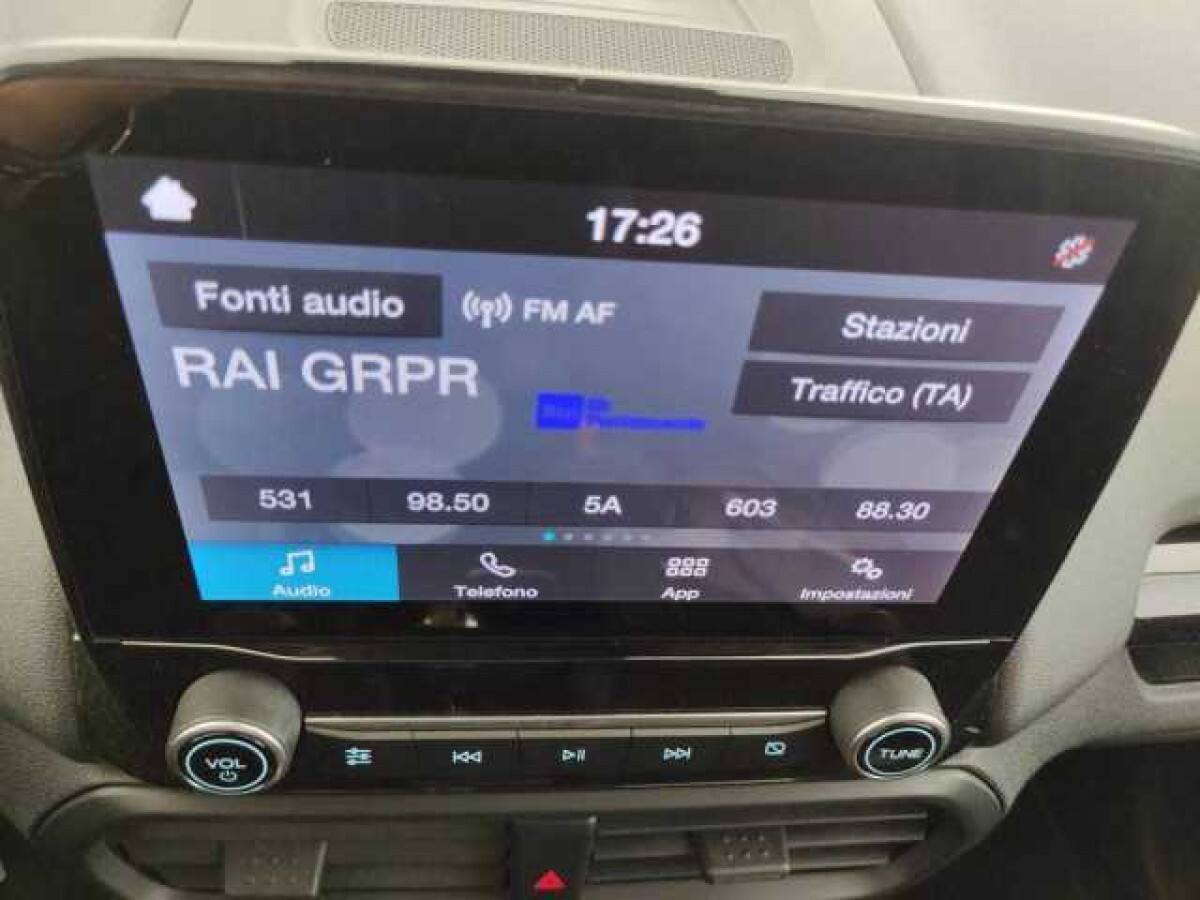 17:26
Fonti audio
FM AF
Stazioni
RAI GRPR
Traffico (TA)
Rai
531 98.50 5A 603 88.30
Audio Telefono App Impostazioni
VOL TUNE